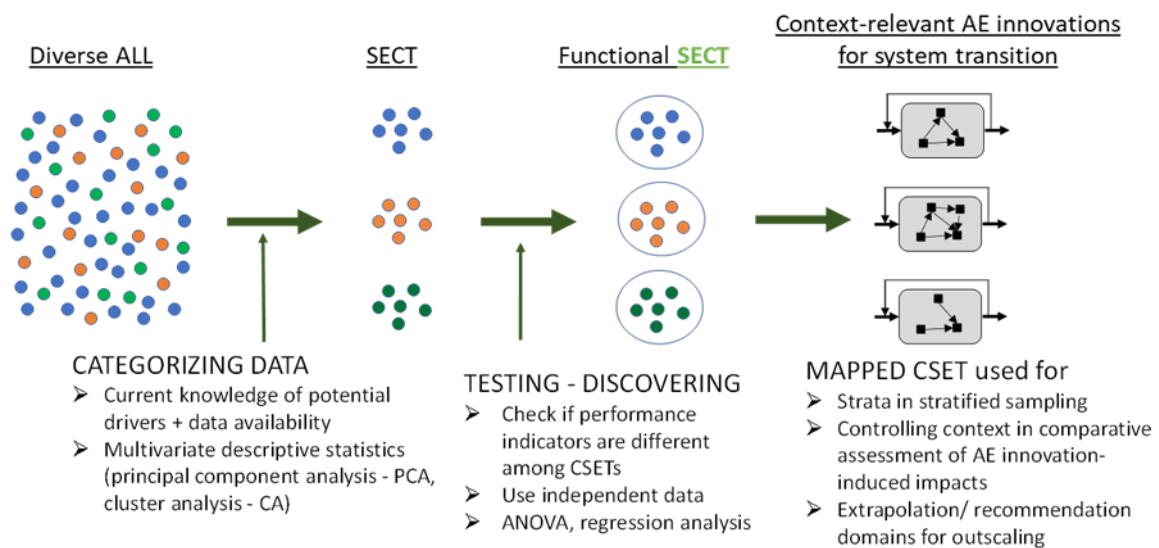 Diverse ALL
SECT
Functional SECT
Context-relevant AE innovations
for system transition
CATEGORIZING DATA
➢ Current knowledge of potential
drivers + data availability
➢ Multivariate descriptive statistics
(principal component analysis - PCA,
cluster analysis - CA)
TESTING - DISCOVERING
➢ Check if performance
indicators are different
among CSETs
➢ Use independent data
➢ ANOVA, regression analysis
MAPPED CSET used for
➢ Strata in stratified sampling
➢ Controlling context in comparative
assessment of AE innovation-
induced impacts
➢ Extrapolation/ recommendation
domains for outscaling